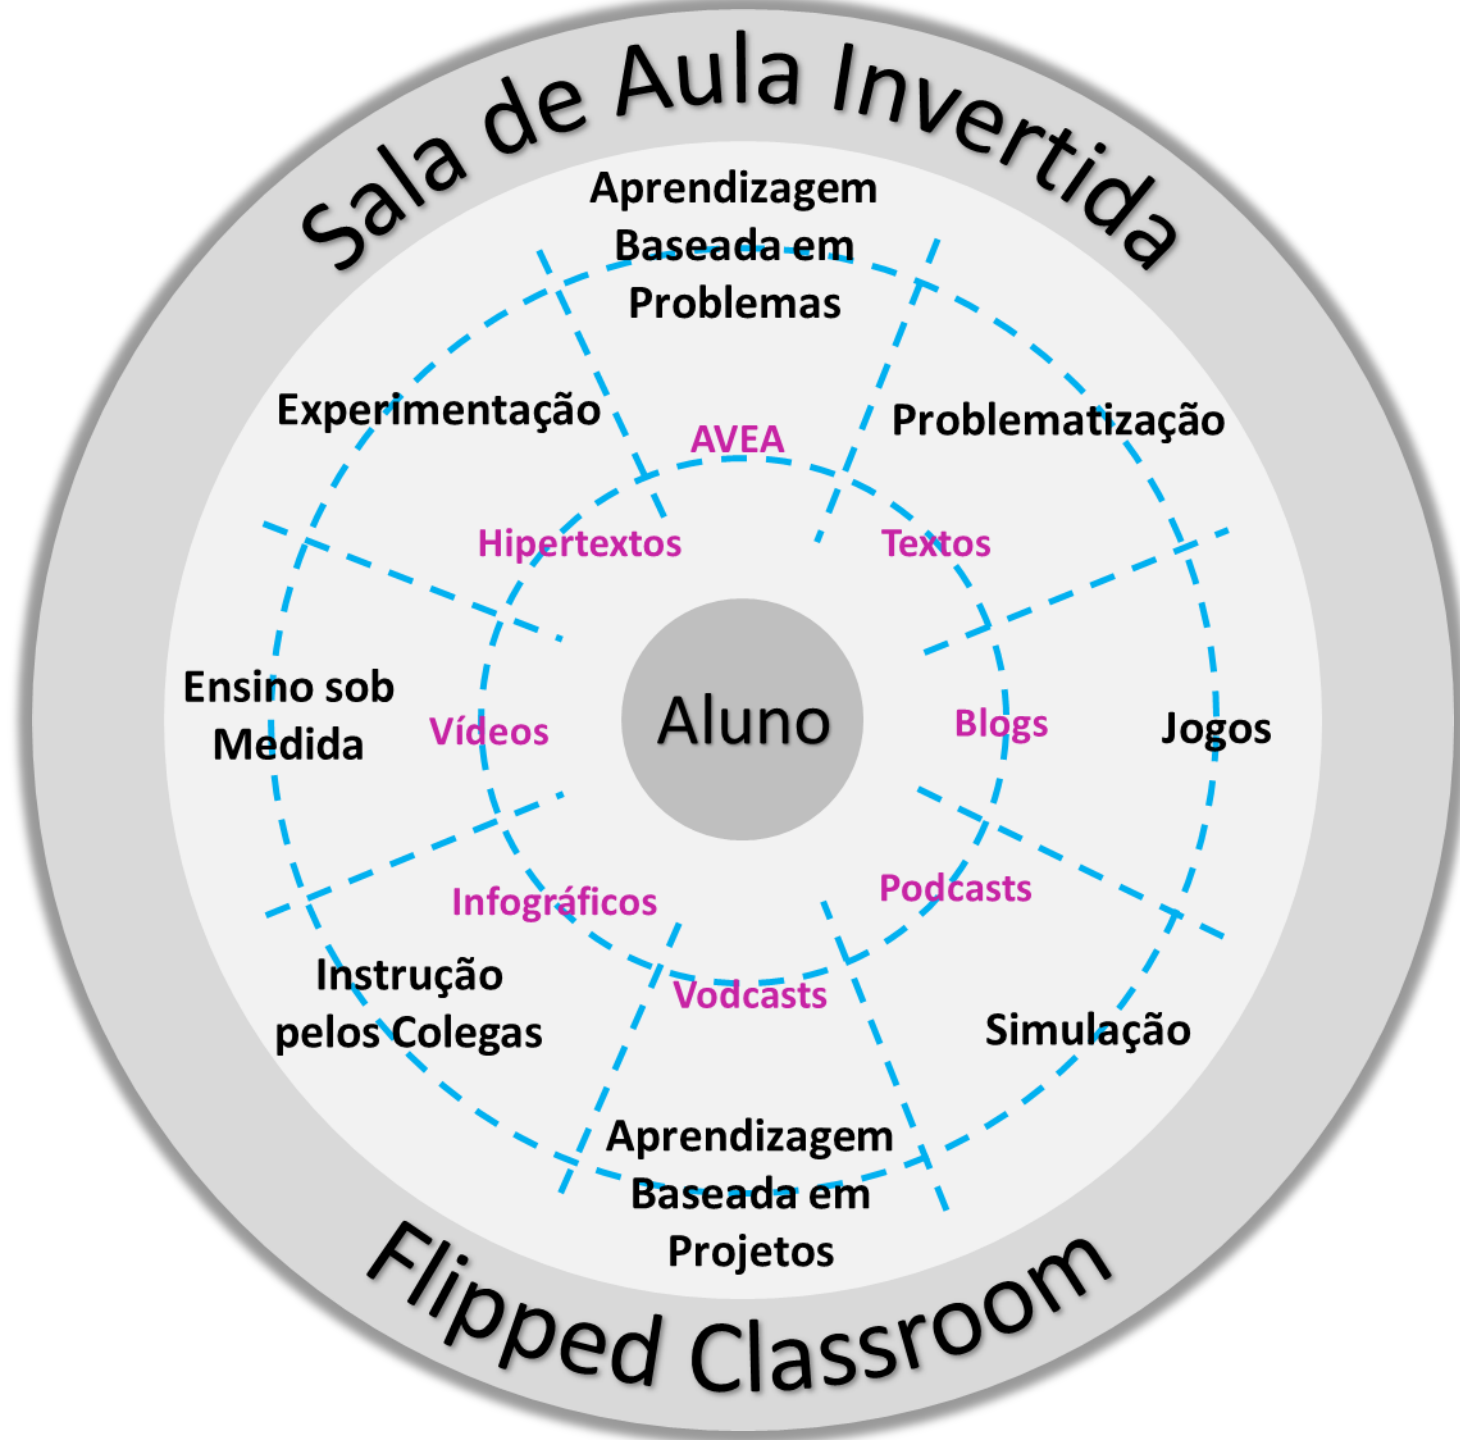 Sala de Aula Invertida
Aprendizagem
Baseada em
Problemas
Experimentação
Problematização
AVEA
Hipertextos
Textos
Ensino sob
Medida
Vídeos
Aluno
Blogs
Jogos
Infográficos
Podcasts
Instrução
pelos Colegas
Vodcasts
Simulação
Aprendizagem
Baseada em
Projetos
Flipped Classroom